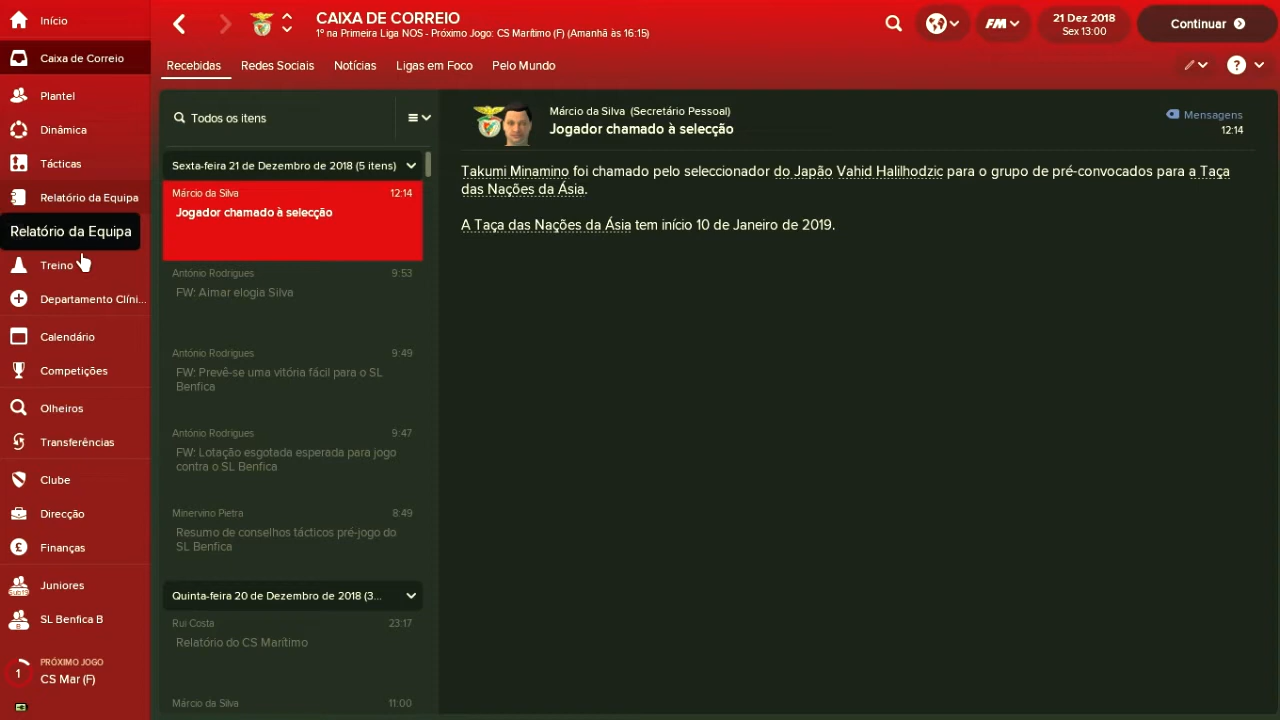 Início
Caixa de Correio
Plantel
Dinâmica
Tácticas
Relatório da Equipa
Relatório da Equipa
Treino
Departamento Clíni...
Calendário
Competições
Olheiros
Transferências
Clube
Direcção
Finanças
Juniores
SL Benfica B
PRÓXIMO JOGO
1
CS Mar (F)
CAIXA DE CORREIO
1º na Primeira Liga NOS - Próximo Jogo: CS Marítimo (F) (Amanhã às 16:15)
FM
21 Dez 2018
Sex 13:00
Continuar
Recebidas
Redes Sociais
Notícias
Ligas em Foco
Pelo Mundo
?
Todos os itens
Sexta-feira 21 de Dezembro de 2018 (5 itens)
Márcio da Silva 12:14
Jogador chamado à selecção
António Rodrigues 9:53
FW: Aimar elogia Silva
António Rodrigues 9:49
FW: Prevê-se uma vitória fácil para o SL
Benfica
António Rodrigues 9:47
FW: Lotação esgotada esperada para jogo
contra o SL Benfica
Minervino Pietra 8:49
Resumo de conselhos tácticos pré-jogo do
SL Benfica
Quinta-feira 20 de Dezembro de 2018 (3...
Rui Costa 23:17
Relatório do CS Marítimo
Márcio da Silva 11:00
Márcio da Silva (Secretário Pessoal)
Jogador chamado à selecção
Mensagens
12:14
Takumi Minamino foi chamado pelo seleccionador do Japão Vahid Halilhodzic para o grupo de pré-convocados para a Taça
das Nações da Ásia.
A Taça das Nações da Ásia tem início 10 de Janeiro de 2019.